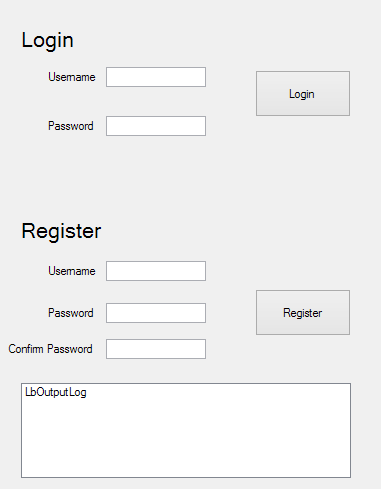 Login
Username
Login
Password
Register
Username
Password
Register
Confirm Password
LbOutputLog